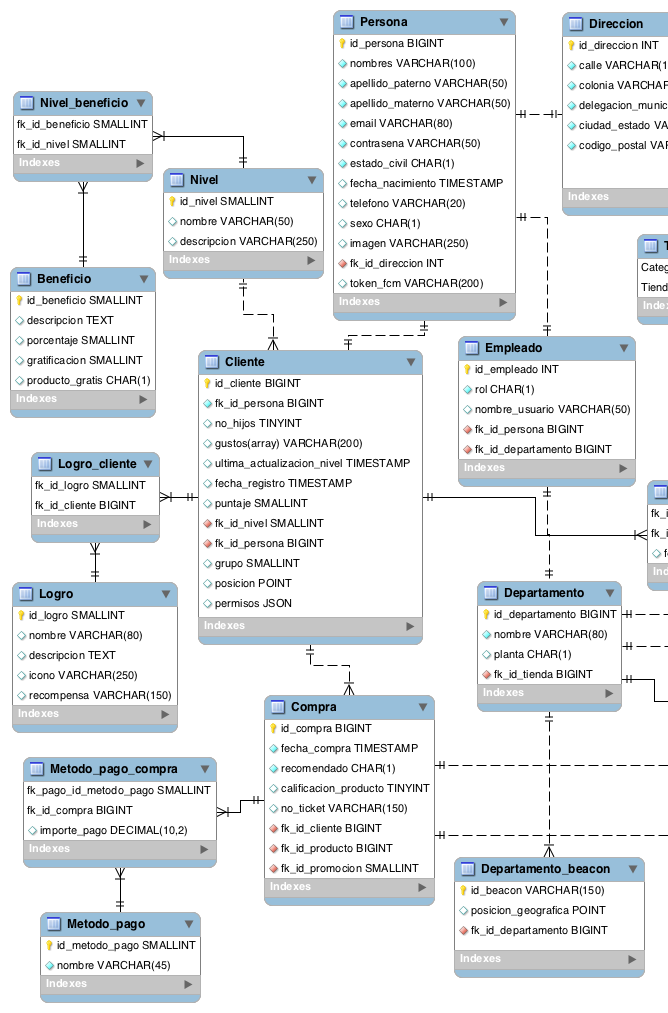 Persona
id_persona BIGINT
nombres VARCHAR(100)
apellido_paterno VARCHAR(50)
apellido_materno VARCHAR(50)
email VARCHAR(80)
contrasena VARCHAR(50)
estado_civil CHAR(1)
fecha_nacimiento TIMESTAMP
telefono VARCHAR(20)
sexo CHAR(1)
imagen VARCHAR(250)
fk_id_direccion INT
token_fcm VARCHAR(200)
Indexes
Direccion
id_direccion INT
calle VARCHAR(1
colonia VARCHAR
delegacion_munic
ciudad_estado VA
codigo_postal VAR
Indexes
Nivel_beneficio
fk_id_beneficio SMALLINT
fk_id_nivel SMALLINT
Indexes
Nivel
id_nivel SMALLINT
nombre VARCHAR(50)
descripcion VARCHAR(250)
Indexes
T
Categ
Tiend
Inde
Beneficio
id_beneficio SMALLINT
descripcion TEXT
porcentaje SMALLINT
gratificacion SMALLINT
producto_gratis CHAR(1)
Indexes
Cliente
id_cliente BIGINT
fk_id_persona BIGINT
no_hijos TINYINT
gustos(array) VARCHAR(200)
ultima_actualizacion_nivel TIMESTAMP
fecha_registro TIMESTAMP
puntaje SMALLINT
fk_id_nivel SMALLINT
fk_id_persona BIGINT
grupo SMALLINT
posicion POINT
permisos JSON
Indexes
Empleado
id_empleado INT
rol CHAR(1)
nombre_usuario VARCHAR(50)
fk_id_persona BIGINT
fk_id_departamento BIGINT
Indexes
Logro_cliente
fk_id_logro SMALLINT
fk_id_cliente BIGINT
Indexes
fk_i
fk_i
f
Ind
Logro
id_logro SMALLINT
nombre VARCHAR(80)
descripcion TEXT
icono VARCHAR(250)
recompensa VARCHAR(150)
Indexes
Departamento
id_departamento BIGINT
nombre VARCHAR(80)
planta CHAR(1)
fk_id_tienda BIGINT
Indexes
Compra
id_compra BIGINT
fecha_compra TIMESTAMP
recomendado CHAR(1)
calificacion_producto TINYINT
no_ticket VARCHAR(150)
fk_id_cliente BIGINT
fk_id_producto BIGINT
fk_id_promocion SMALLINT
Indexes
Metodo_pago_compra
fk_pago_id_metodo_pago SMALLINT
fk_id_compra BIGINT
importe_pago DECIMAL(10,2)
Indexes
Departamento_beacon
id_beacon VARCHAR(150)
posicion_geografica POINT
fk_id_departamento BIGINT
Indexes
Metodo_pago
id_metodo_pago SMALLINT
nombre VARCHAR(45)
Indexes